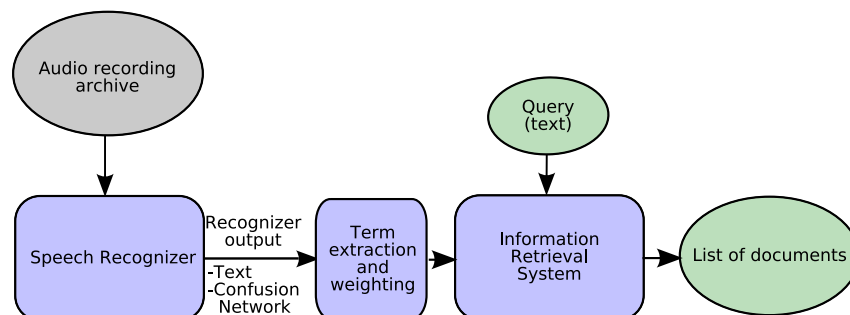 Audio recording
archive
Query
(text)
Speech Recognizer
Recognizer
output
-Text
-Confusion
Network
Term
extraction
and
weighting
Information
Retrieval
System
List of documents